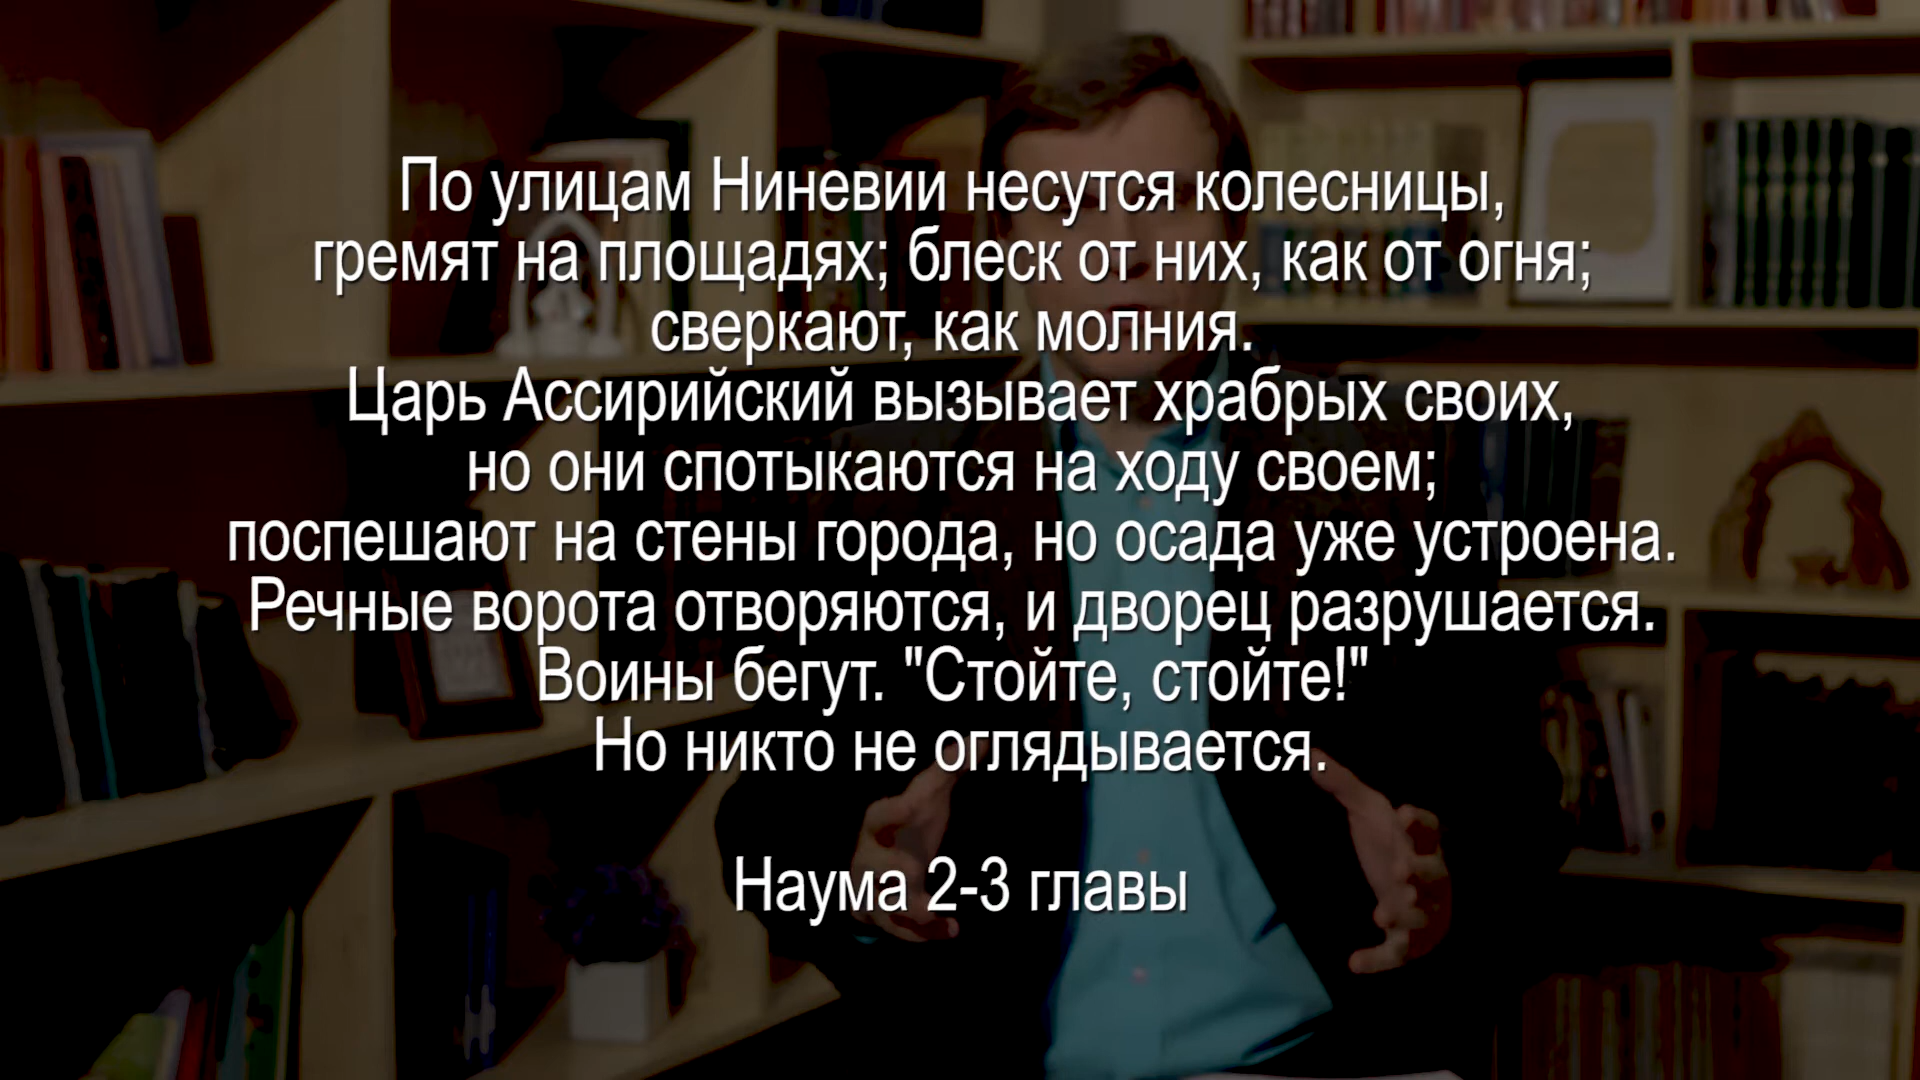 По улицам Ниневии несутся колесницы,
гремят на площадях; блеск от них, как от огня;
сверкают, как молния.
Царь Ассирийский вызывает храбрых своих,
но они спотыкаются на ходу своем;
поспешают на стены города, но осада уже устроена.
Речные ворота отворяются, и дворец разрушается.
Воины бегут. "Стойте, стойте!"
Но никто не оглядывается.
Наума 2-3 главы